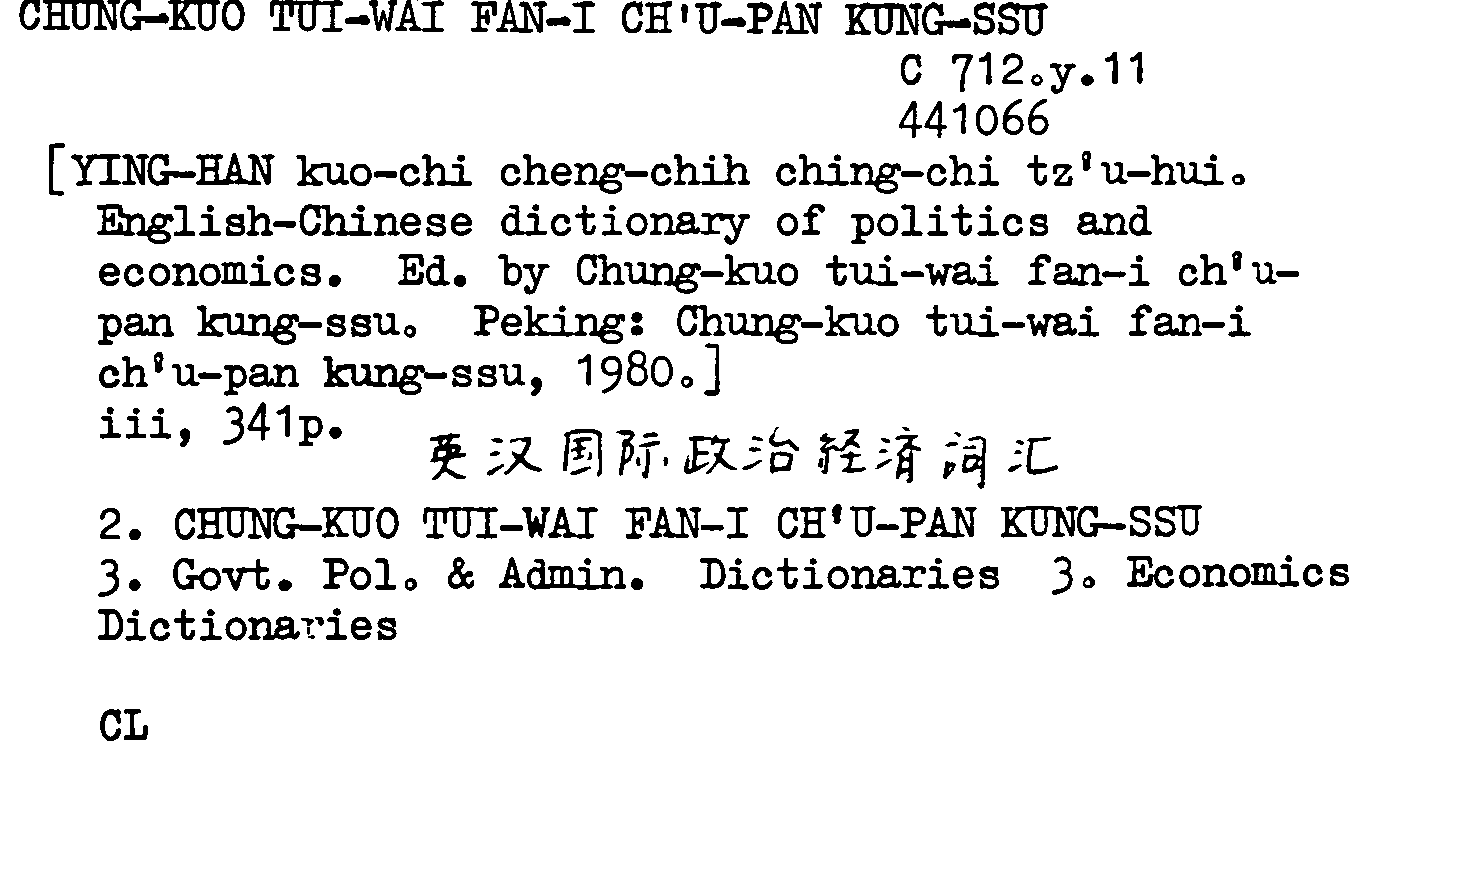 CHUNG-KUO TUI-WAI FAN-I CH'U-PAN KUNG-SSU
C 712.y.11
441066
[YING-HAN kuo-chi cheng-chih ching-chi tz'u-hui.
English-Chinese dictionary of politics and
economics. Ed. by Chung-kuo tui-wai fan-i ch'u-
pan kung-ssu. Peking: Chung-kuo tui-wai fan-i
ch'u-pan kung-ssu, 1980.]
iii, 341p.
英汉国际政治经济词汇
2. CHUNG-KUO TUI-WAI FAN-I CH'U-PAN KUNG-SSU
3. Govt. Pol. & Admin. Dictionaries 3. Economics
Dictionaries
CL